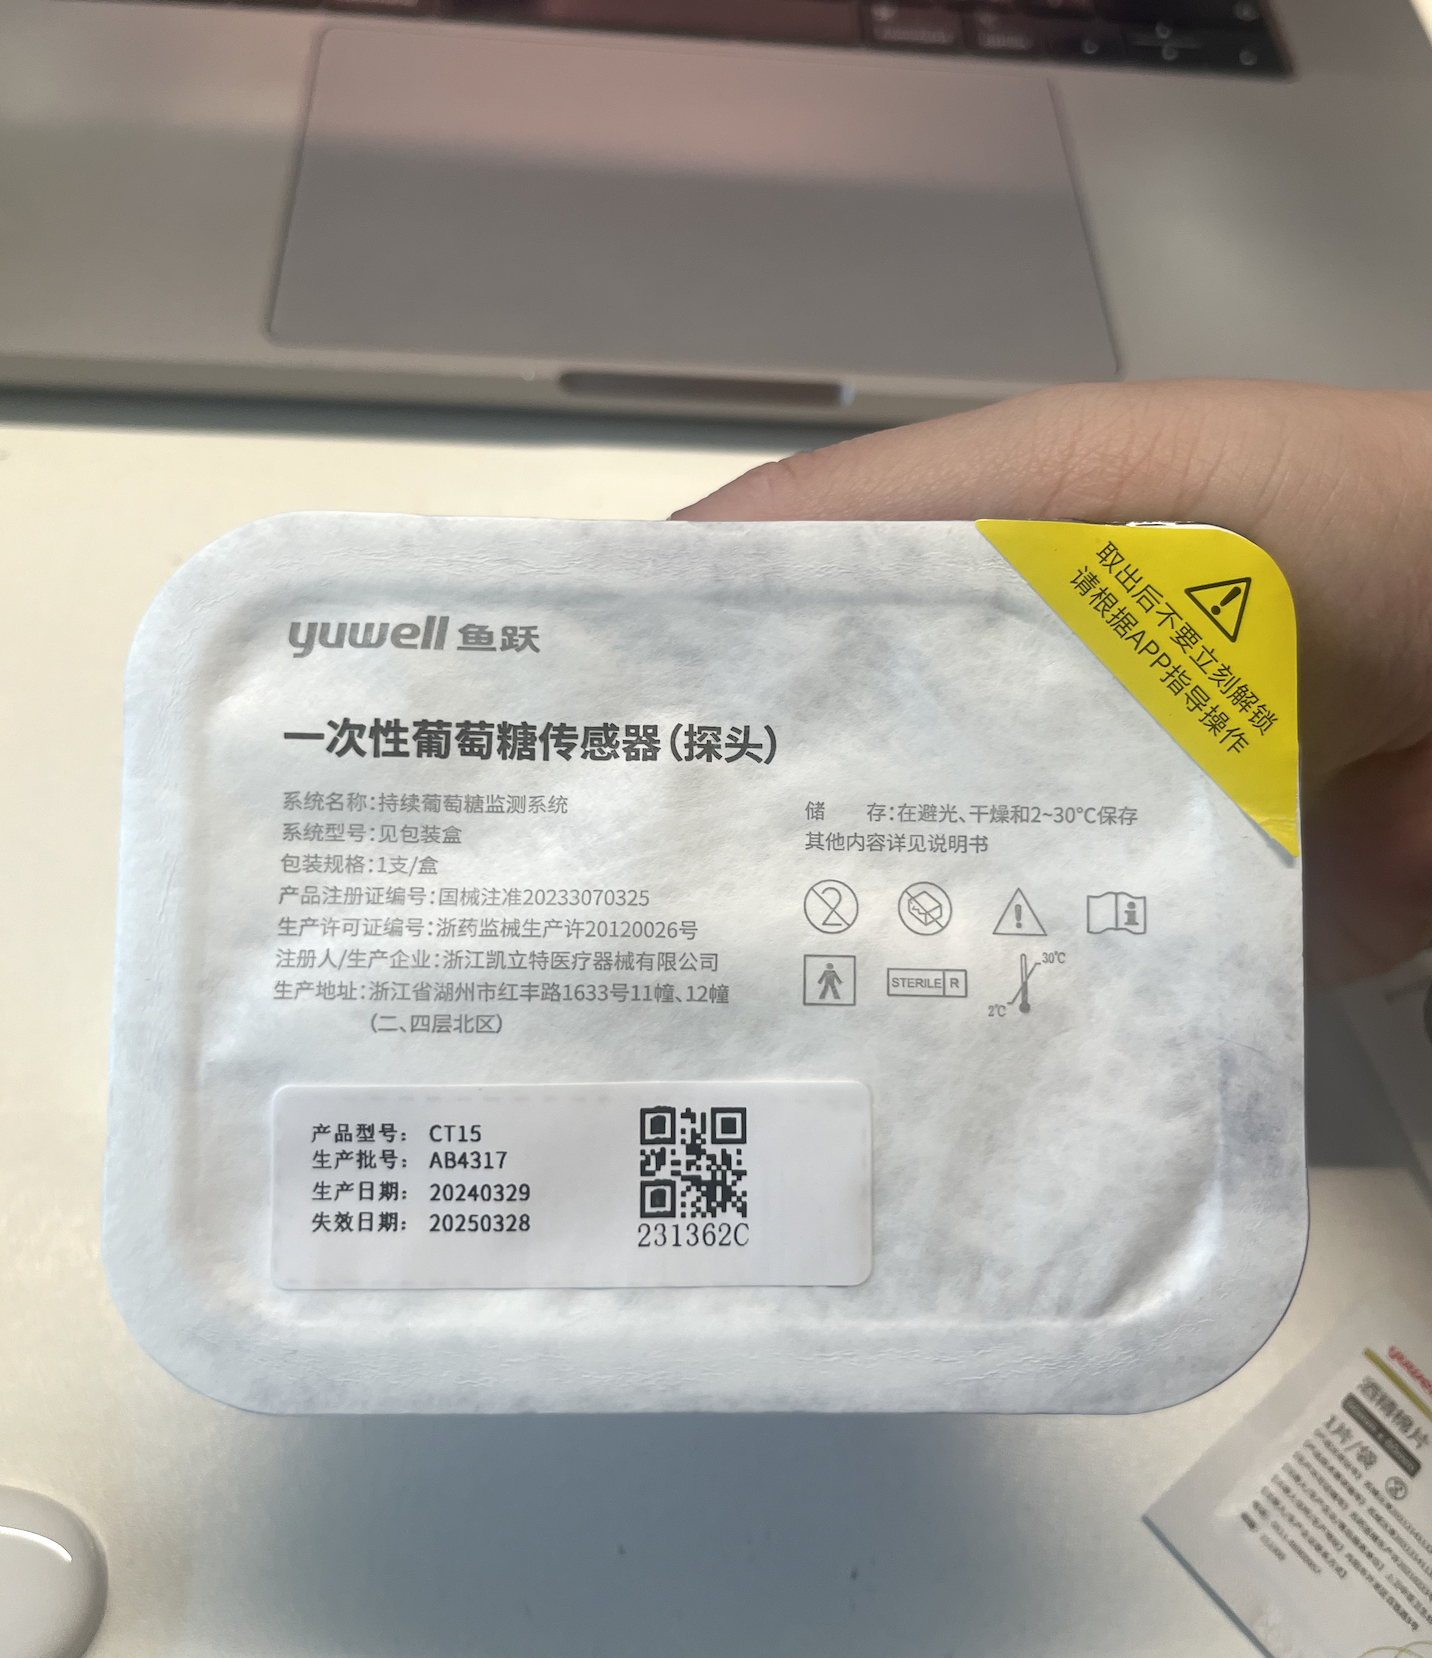 yuwell 鱼跃
取出后不要立刻解锁
请根据APP指导操作
一次性葡萄糖传感器(探头)
系统名称:持续葡萄糖监测系统
系统型号:见包装盒
包装规格:1支/盒
产品注册证编号:国械注准20233070325
生产许可证编号:浙药监械生产许20120026号
注册人/生产企业:浙江凯立特医疗器械有限公司
生产地址:浙江省湖州市红丰路1633号11幢、12幢
(二、四层北区)
储 存:在避光、干燥和2~30°C保存
其他内容详见说明书
STERILE R
30℃
2℃
产品型号: CT15
生产批号: AB4317
生产日期: 20240329
失效日期: 20250328
231362C
yuwell
酒精棉片
1片/袋